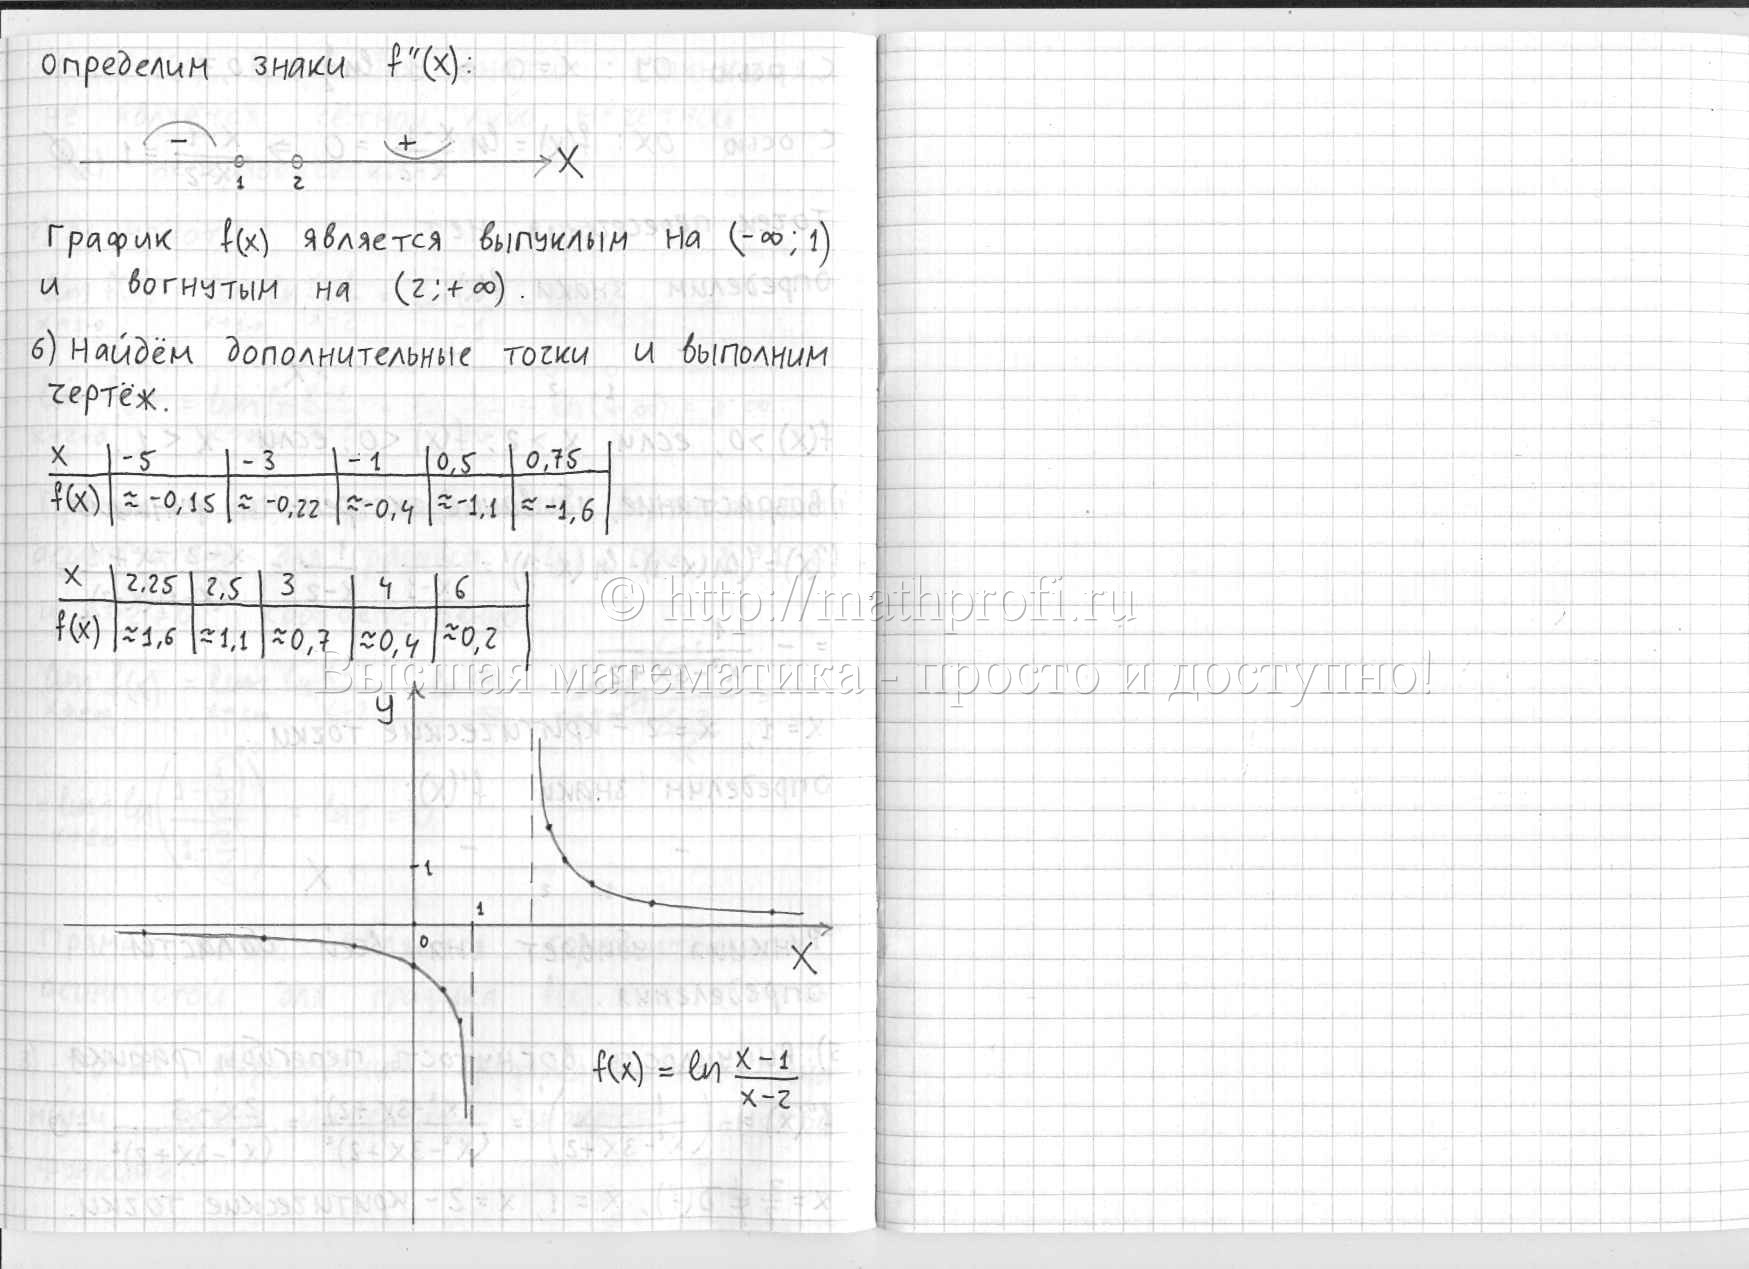 определим знаки f''(x):
- +
1 2 X
График f(x) является выпуклым на (-∞; 1)
и вогнутым на (2; +∞).
6) Найдём дополнительные точки и выполним
чертёж.
x | -5 | -3 | -1 | 0,5 | 0,75
f(x) | ≈ -0,15 | ≈ -0,22 | ≈ -0,4 | ≈ -1,1 | ≈ -1,6
x | 2,25 | 2,5 | 3 | 4 | 6
f(x) | ≈ 1,6 | ≈ 1,1 | ≈ 0,7 | ≈ 0,4 | ≈ 0,2
© http://mathprofi.ru
Высшая математика - просто и доступно!
y
1
1
0
X
f(x) = ln (x-1)/(x-2)